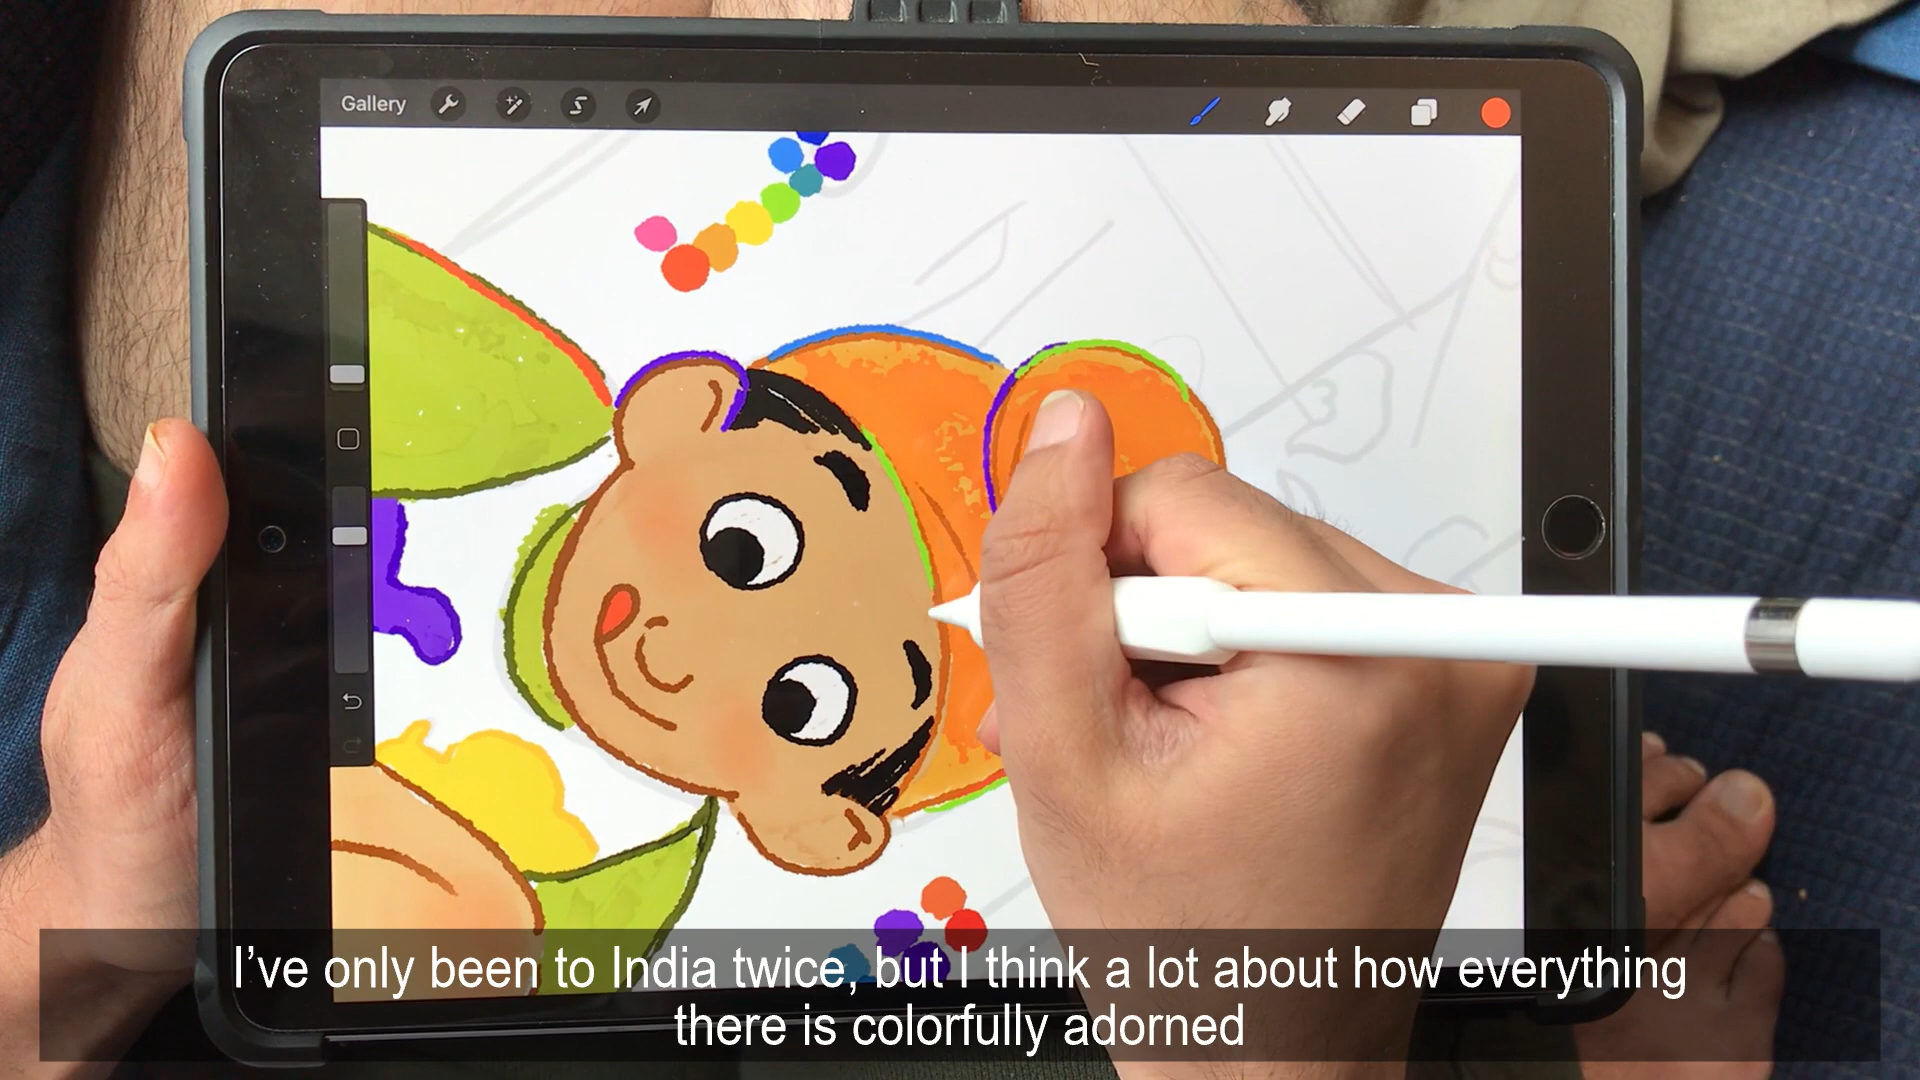 Gallery
I’ve only been to India twice, but I think a lot about how everything
there is colorfully adorned